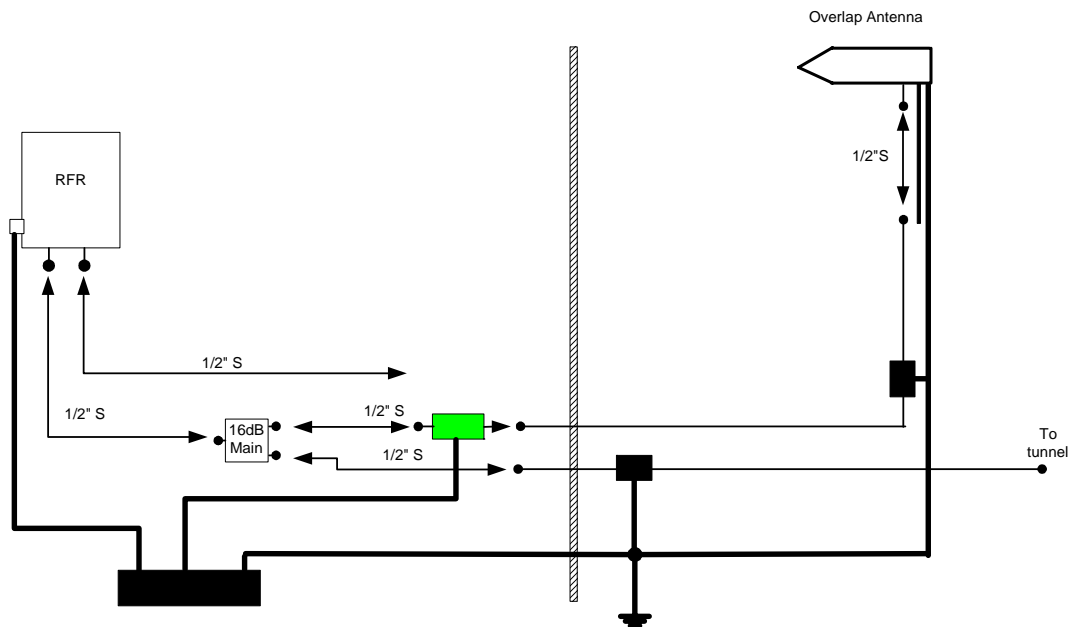 Overlap Antenna
RFR
1/2"S
1/2" S
1/2" S
1/2" S
16dB
Main
1/2" S
To
tunnel